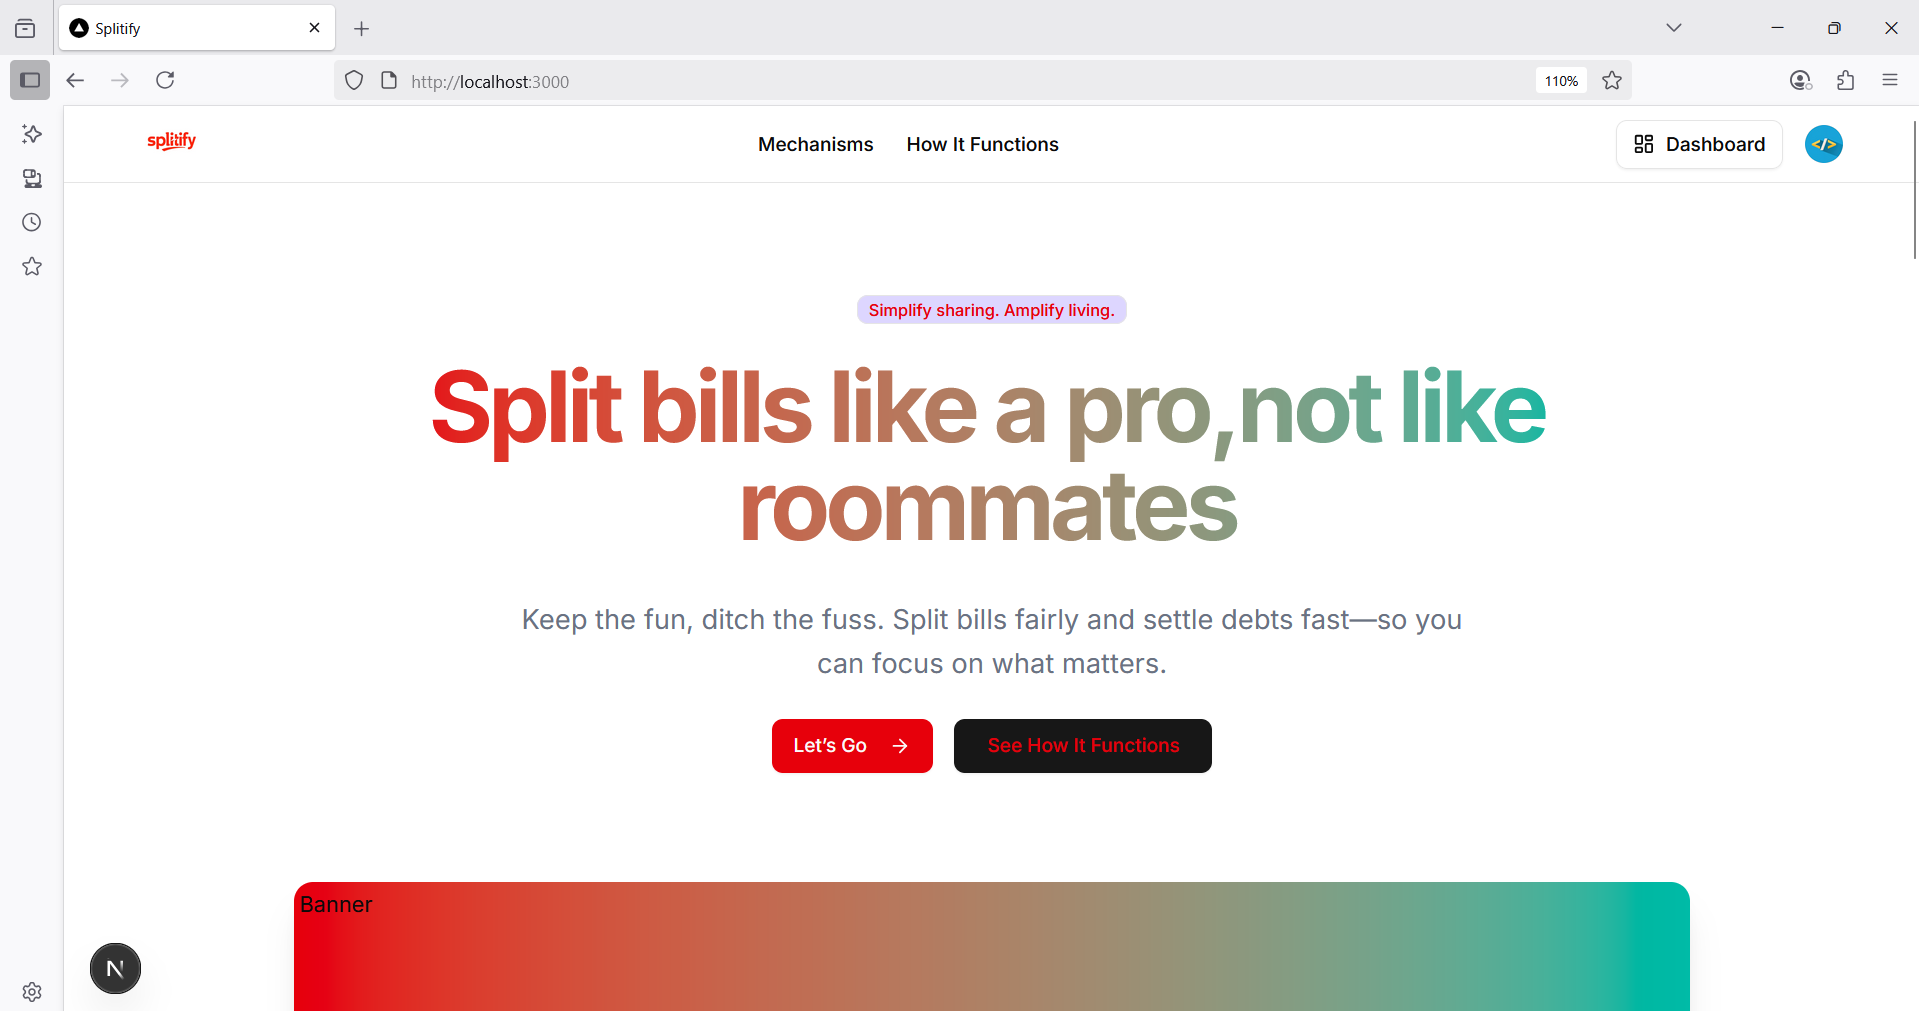 Splitify
http://localhost:3000
110%
splitify
Mechanisms
How It Functions
Dashboard
</>
Simplify sharing. Amplify living.
Split bills like a pro,not like
roommates
Keep the fun, ditch the fuss. Split bills fairly and settle debts fast—so you
can focus on what matters.
Let’s Go →
See How It Functions
Banner
N